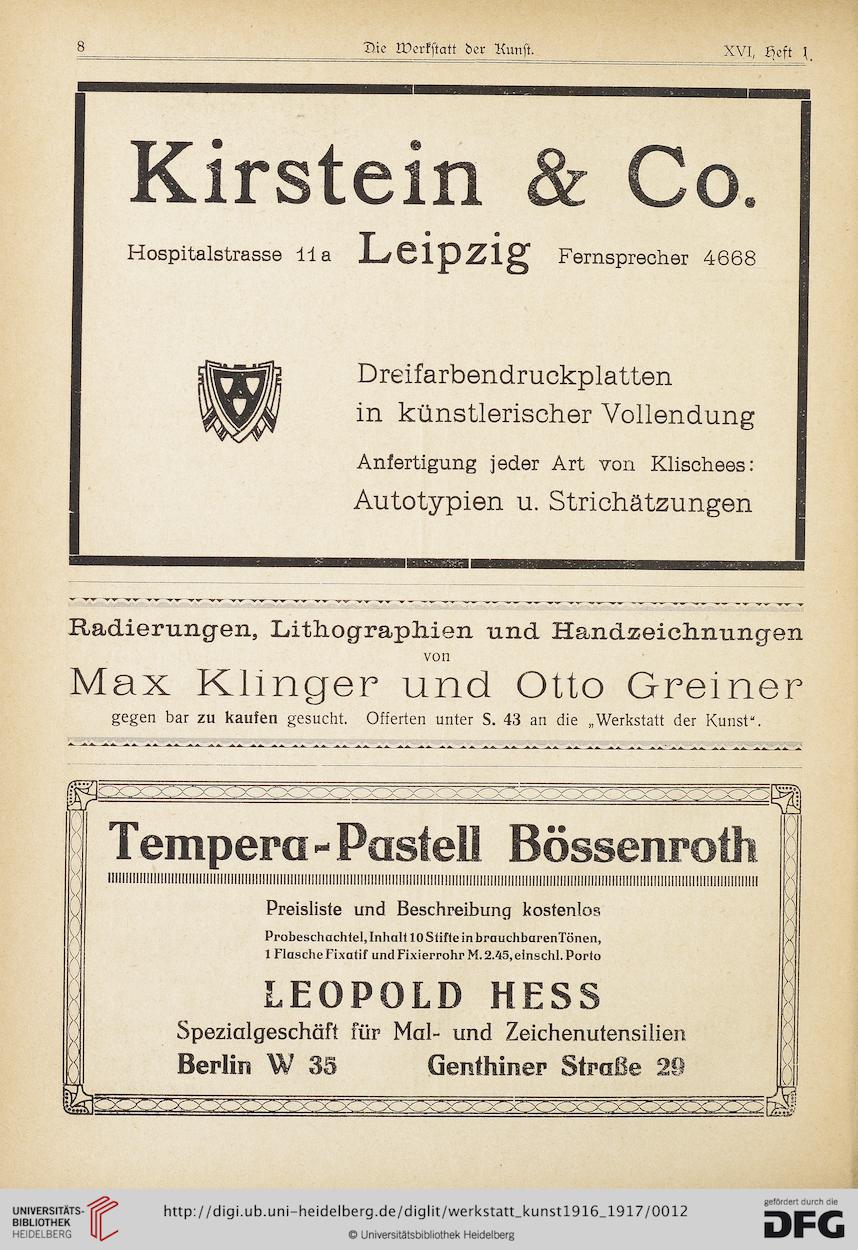 8 Die Werkstatt der Kunst. XVI, Heft 1.
Kirstein & Co.
Hospitalstrasse 11a Leipzig Fernsprecher 4668
Dreifarbendruckplatten
in künstlerischer Vollendung
Anfertigung jeder Art von Klischees:
Autotypien u. Strichätzungen
Radierungen, Lithographien und Handzeichnungen
von
Max Klinger und Otto Greiner
gegen bar zu kaufen gesucht. Offerten unter S. 43 an die „Werkstatt der Kunst“.
Tempera-Pastell Bössenroth
Preisliste und Beschreibung kostenlos
Probeschachtel, Inhalt 10 Stifte in brauchbaren Tönen,
1 Flasche Fixatif und Fixierrohr M. 2.45, einschl. Porto
LEOPOLD HESS
Spezialgeschäft für Mal- und Zeichenutensilien
Berlin W 35 Genthiner Straße 29
UNIVERSITÄTS-
BIBLIOTHEK
HEIDELBERG
http://digi.ub.uni-heidelberg.de/diglit/werkstatt_kunst1916_1917/0012
© Universitätsbibliothek Heidelberg
gefördert durch die
DFG